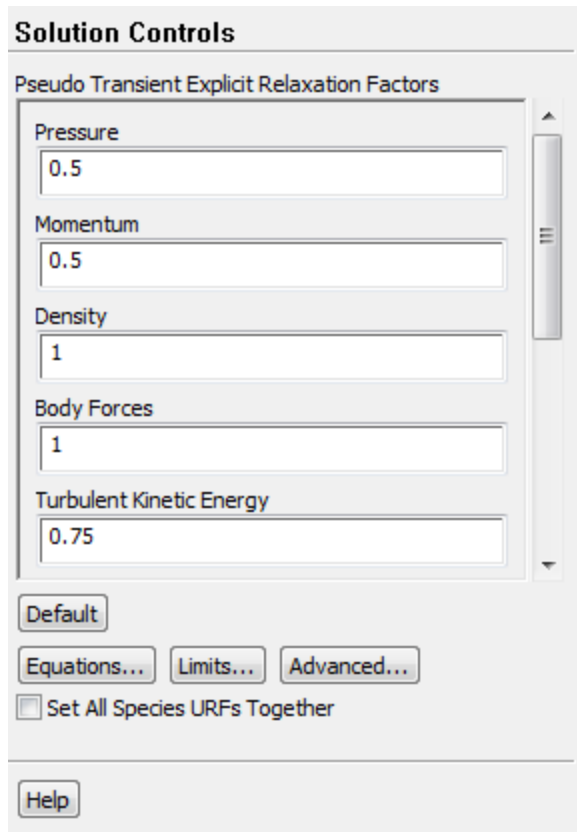 Solution Controls
Pseudo Transient Explicit Relaxation Factors
Pressure
0.5
Momentum
0.5
Density
1
Body Forces
1
Turbulent Kinetic Energy
0.75
Default
Equations... Limits... Advanced...
Set All Species URFs Together
Help